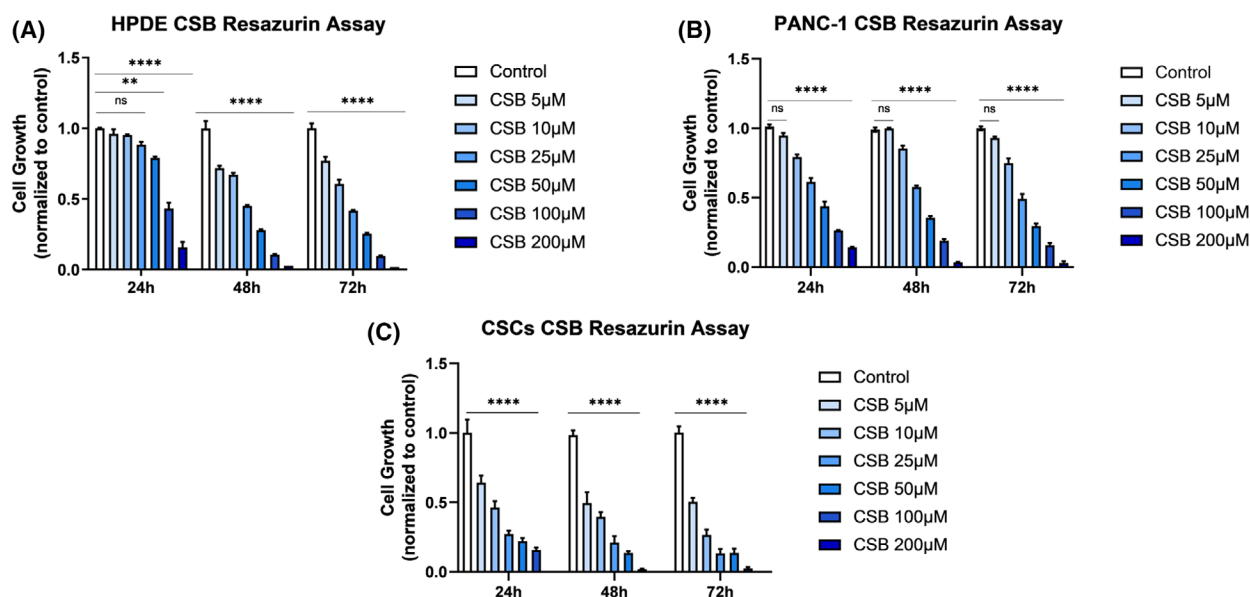 (A)
HPDE CSB Resazurin Assay
Cell Growth
(normalized to control)
1.5
1.0
0.5
0.0
****
**
ns
****
****
24h
48h
72h
Control
CSB 5μM
CSB 10μM
CSB 25μM
CSB 50μM
CSB 100μM
CSB 200μM
(B)
PANC-1 CSB Resazurin Assay
Cell Growth
(normalized to control)
1.5
1.0
0.5
0.0
****
ns
****
ns
****
ns
24h
48h
72h
Control
CSB 5μM
CSB 10μM
CSB 25μM
CSB 50μM
CSB 100μM
CSB 200μM
(C)
CSCs CSB Resazurin Assay
Cell Growth
(normalized to control)
1.5
1.0
0.5
0.0
****
****
****
24h
48h
72h
Control
CSB 5μM
CSB 10μM
CSB 25μM
CSB 50μM
CSB 100μM
CSB 200μM